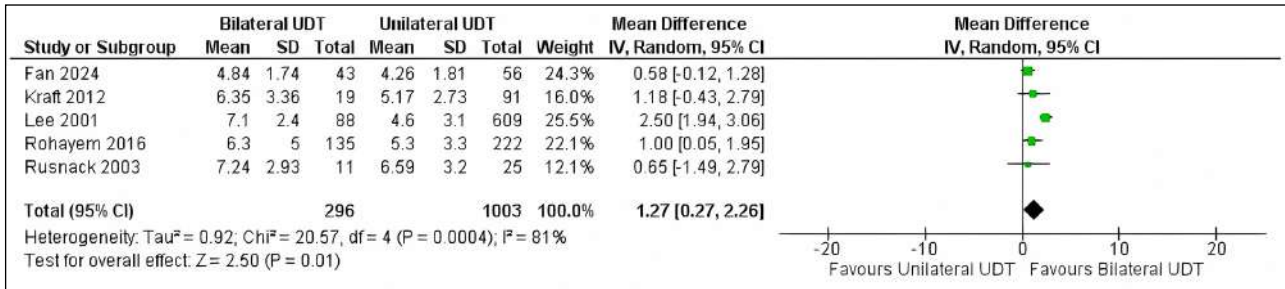 Bilateral UDT Unilateral UDT Mean Difference Mean Difference
Study or Subgroup Mean SD Total Mean SD Total Weight IV, Random, 95% CI IV, Random, 95% CI
Fan 2024 4.84 1.74 43 4.26 1.81 56 24.3% 0.58 [-0.12, 1.28]
Kraft 2012 6.35 3.36 19 5.17 2.73 91 16.0% 1.18 [-0.43, 2.79]
Lee 2001 7.1 2.4 88 4.6 3.1 609 25.5% 2.50 [1.94, 3.06]
Rohayem 2016 6.3 5 135 5.3 3.3 222 22.1% 1.00 [0.05, 1.95]
Rusnack 2003 7.24 2.93 11 6.59 3.2 25 12.1% 0.65 [-1.49, 2.79]
Total (95% CI) 296 1003 100.0% 1.27 [0.27, 2.26]
Heterogeneity: Tau² = 0.92; Chi² = 20.57, df = 4 (P = 0.0004); I² = 81%
Test for overall effect: Z = 2.50 (P = 0.01)
-20 -10 0 10 20
Favours Unilateral UDT Favours Bilateral UDT